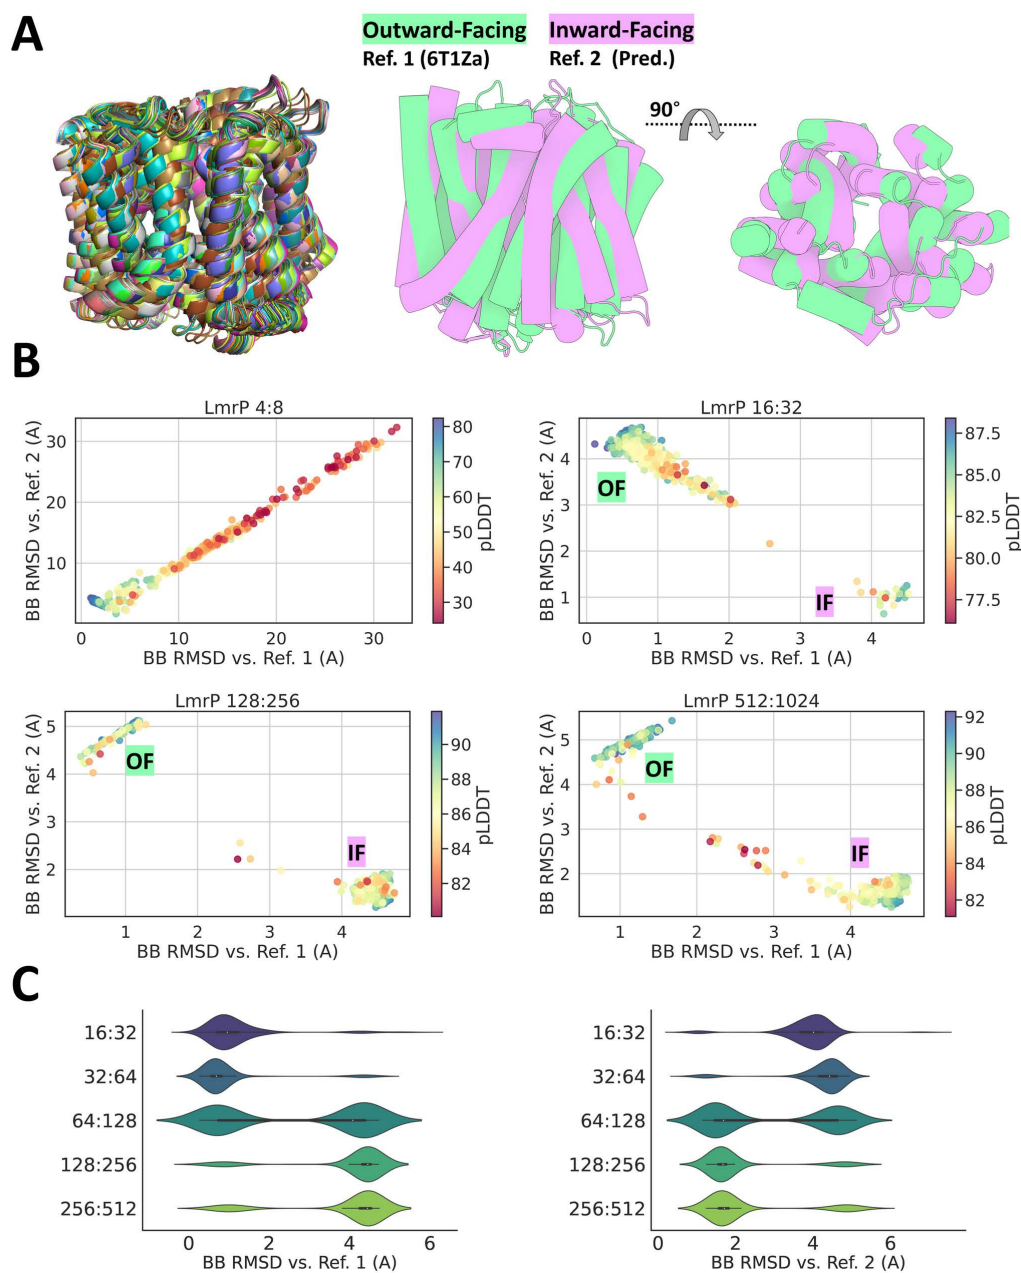 A
Outward-Facing
Inward-Facing
Ref. 1 (6T1Za)
Ref. 2 (Pred.)
90°
B
LmrP 4:8
BB RMSD vs. Ref. 2 (A)
30
20
10
0
10
20
30
BB RMSD vs. Ref. 1 (A)
80
70
60
50
40
30
pLDDT
LmrP 16:32
BB RMSD vs. Ref. 2 (A)
4
3
2
1
OF
IF
0
1
2
3
4
BB RMSD vs. Ref. 1 (A)
87.5
85.0
82.5
80.0
77.5
pLDDT
LmrP 128:256
BB RMSD vs. Ref. 2 (A)
5
4
3
2
OF
IF
1
2
3
4
BB RMSD vs. Ref. 1 (A)
90
88
86
84
82
pLDDT
LmrP 512:1024
BB RMSD vs. Ref. 2 (A)
5
4
3
2
OF
IF
1
2
3
4
BB RMSD vs. Ref. 1 (A)
92
90
88
86
84
82
pLDDT
C
16:32
32:64
64:128
128:256
256:512
0
2
4
6
BB RMSD vs. Ref. 1 (A)
16:32
32:64
64:128
128:256
256:512
0
2
4
6
BB RMSD vs. Ref. 2 (A)